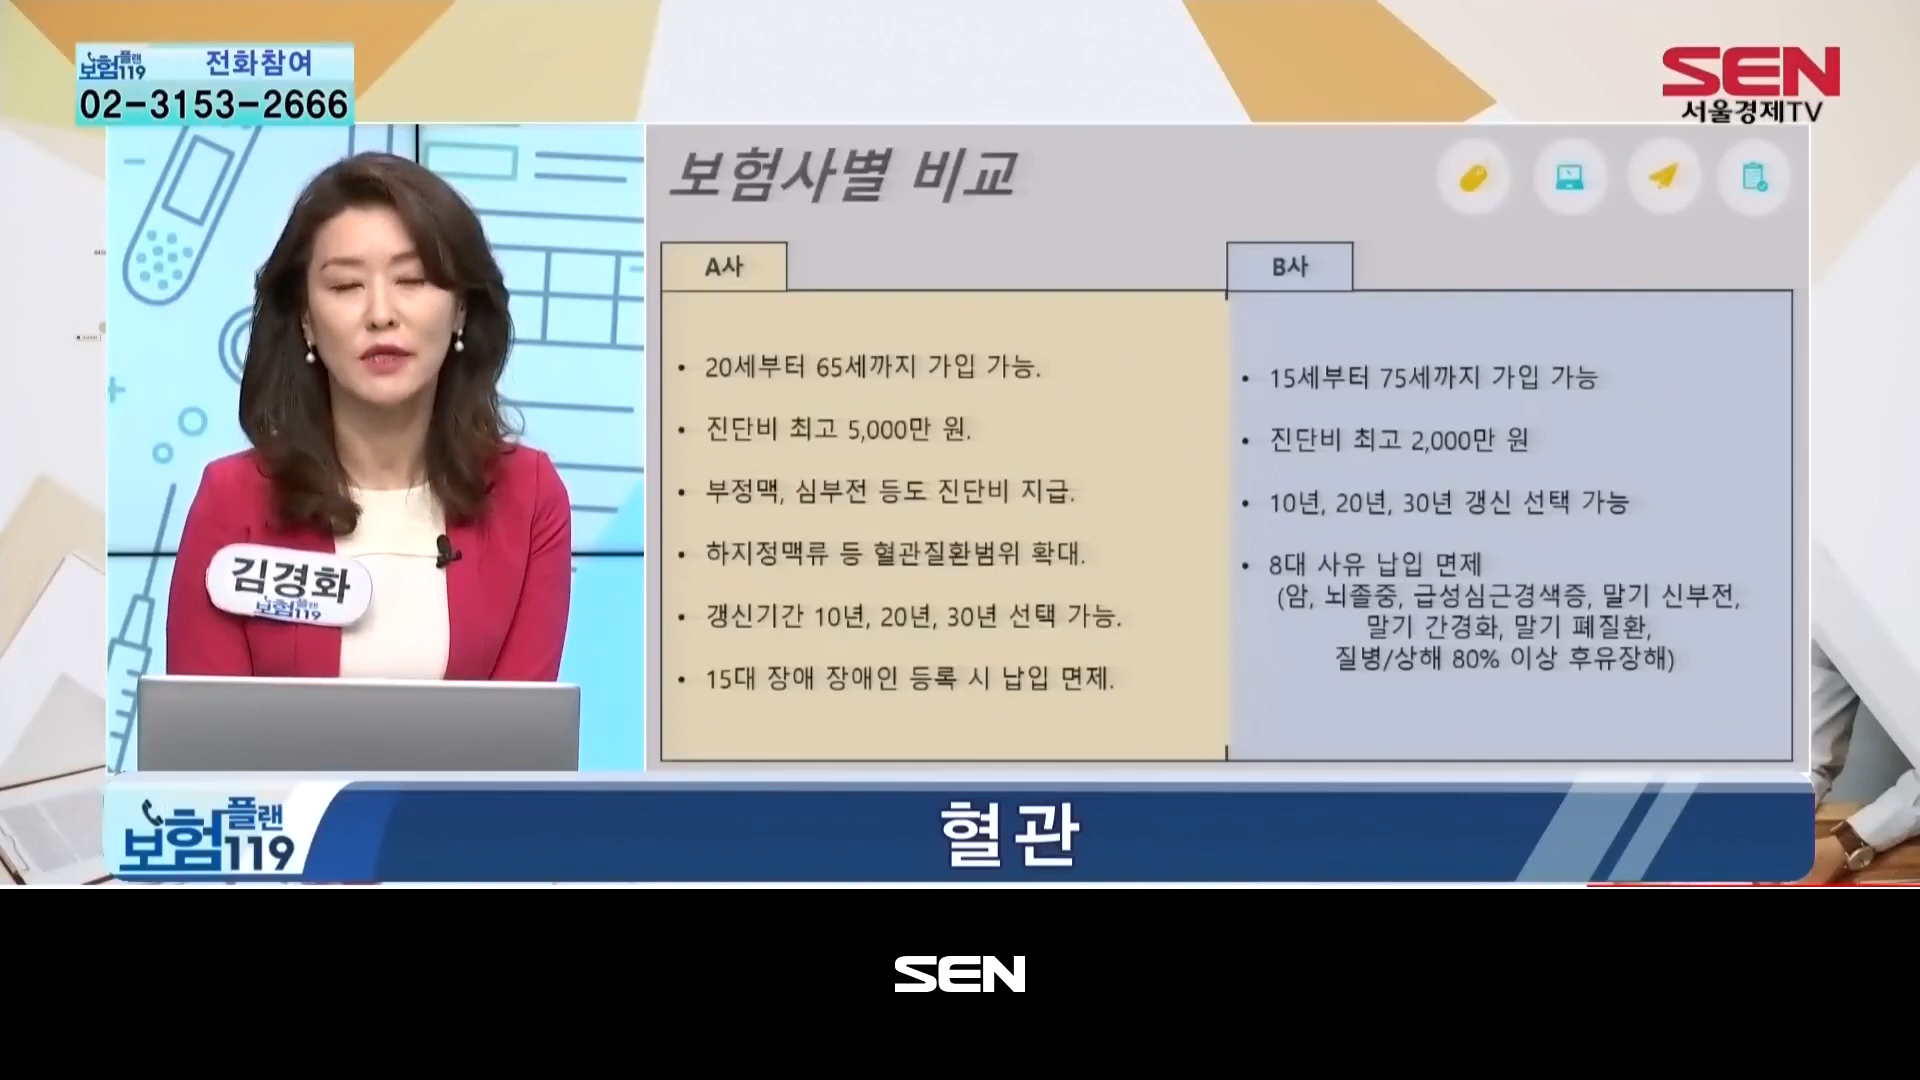 보험플랜119
전화참여
02-3153-2666
SEN
서울경제TV
보험사별 비교
A사
• 20세부터 65세까지 가입 가능.
• 진단비 최고 5,000만 원.
• 부정맥, 심부전 등도 진단비 지급.
• 하지정맥류 등 혈관질환범위 확대.
• 갱신기간 10년, 20년, 30년 선택 가능.
• 15대 장애 장애인 등록 시 납입 면제.
B사
• 15세부터 75세까지 가입 가능
• 진단비 최고 2,000만 원
• 10년, 20년, 30년 갱신 선택 가능
• 8대 사유 납입 면제
(암, 뇌졸중, 급성심근경색증, 말기 신부전,
말기 간경화, 말기 폐질환,
질병/상해 80% 이상 후유장해)
김경화
보험플랜119
보험플랜119
혈관
SEN